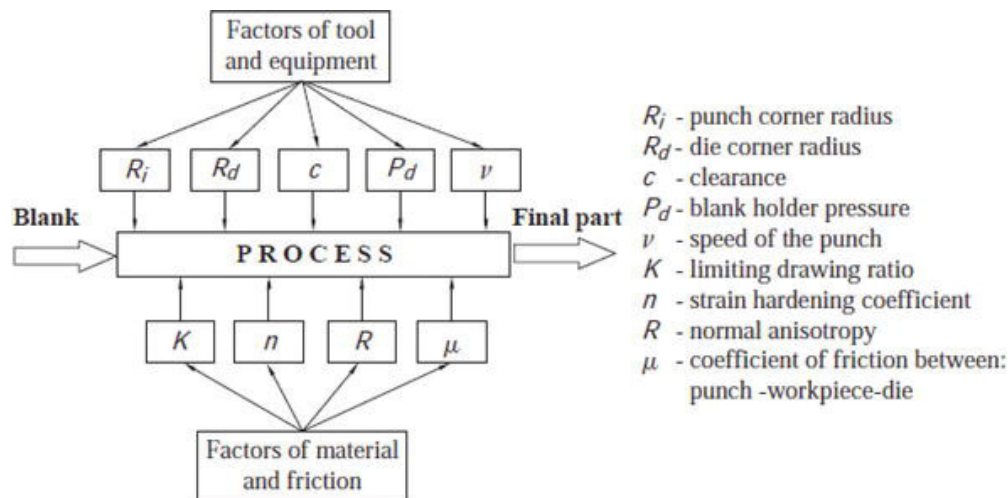 Factors of tool
and equipment
R_i
R_d
c
P_d
ν
Blank
Final part
PROCESS
K
n
R
μ
Factors of material
and friction
R_i - punch corner radius
R_d - die corner radius
c - clearance
P_d - blank holder pressure
ν - speed of the punch
K - limiting drawing ratio
n - strain hardening coefficient
R - normal anisotropy
μ - coefficient of friction between:
punch -workpiece-die